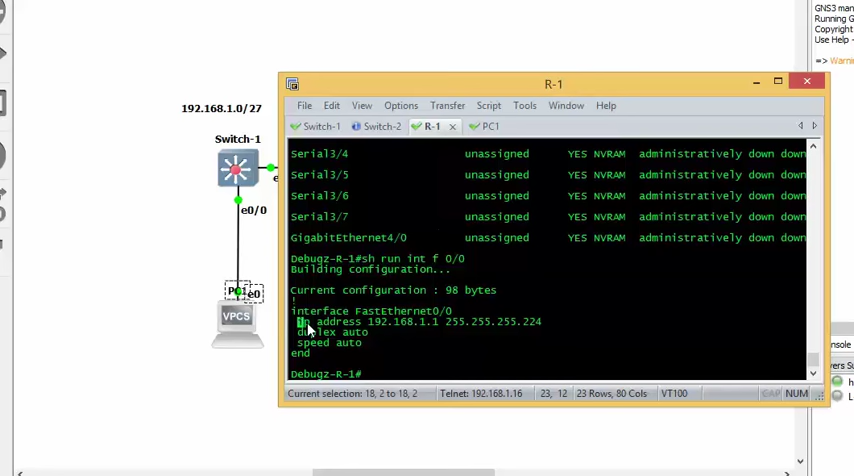 GNS3 man
Running G
Copyright
Use Help -
=> Warnin
192.168.1.0/27
Switch-1
e
e0/0
PC1
e0
VPCS
R-1
File Edit View Options Transfer Script Tools Window Help
Switch-1 Switch-2 R-1 x PC1
Serial3/4 unassigned YES NVRAM administratively down down
Serial3/5 unassigned YES NVRAM administratively down down
Serial3/6 unassigned YES NVRAM administratively down down
Serial3/7 unassigned YES NVRAM administratively down down
GigabitEthernet4/0 unassigned YES NVRAM administratively down down
Debugz-R-1#sh run int f 0/0
Building configuration...
Current configuration : 98 bytes
!
interface FastEthernet0/0
ip address 192.168.1.1 255.255.255.224
duplex auto
speed auto
end
Debugz-R-1#
Current selection: 18, 2 to 18, 2 Telnet: 192.168.1.16 23, 12 23 Rows, 80 Cols VT100 CAP NUM
onsole
vers Su
h
L